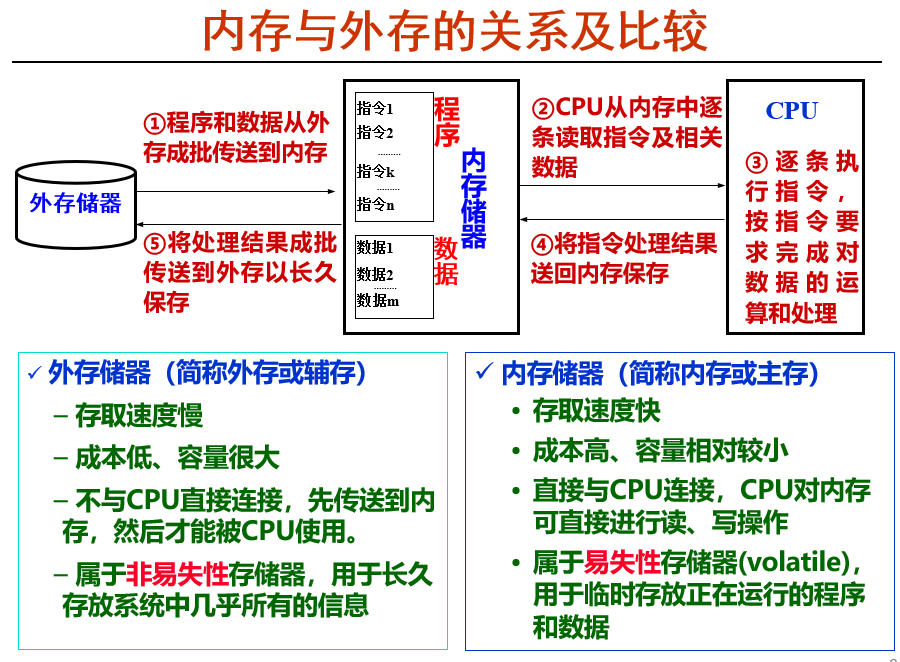 内存与外存的关系及比较
①程序和数据从外
存成批传送到内存
外存储器
⑤将处理结果成批
传送到外存以长久
保存
指令1
指令2
………
指令k
………
指令n
程序
数据1
数据2
………
数据m
数据
内存储器
②CPU从内存中逐
条读取指令及相关
数据
④将指令处理结果
送回内存保存
CPU
③逐条执
行指令，
按指令要
求完成对
数据的运
算和处理
✓ 外存储器（简称外存或辅存）
– 存取速度慢
– 成本低、容量很大
– 不与CPU直接连接，先传送到内
存，然后才能被CPU使用。
– 属于非易失性存储器，用于长久
存放系统中几乎所有的信息
✓ 内存储器（简称内存或主存）
• 存取速度快
• 成本高、容量相对较小
• 直接与CPU连接，CPU对内存
可直接进行读、写操作
• 属于易失性存储器(volatile)，
用于临时存放正在运行的程序
和数据